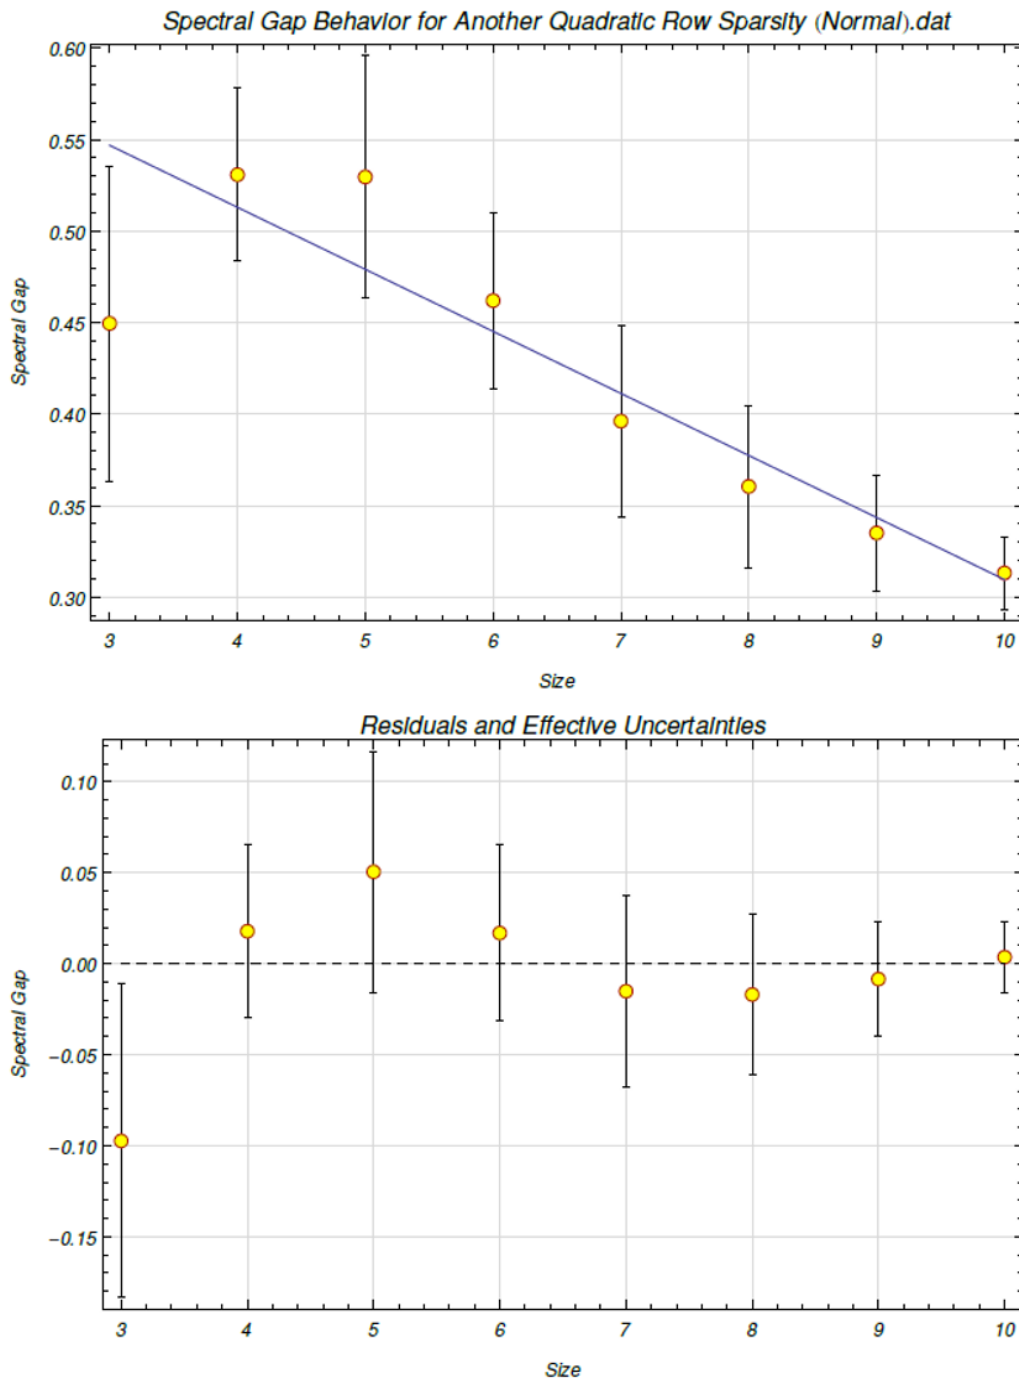 Spectral Gap Behavior for Another Quadratic Row Sparsity (Normal).dat
0.60
0.55
0.50
0.45
0.40
0.35
0.30
Spectral Gap
3 4 5 6 7 8 9 10
Size
Residuals and Effective Uncertainties
0.10
0.05
0.00
−0.05
−0.10
−0.15
Spectral Gap
3 4 5 6 7 8 9 10
Size